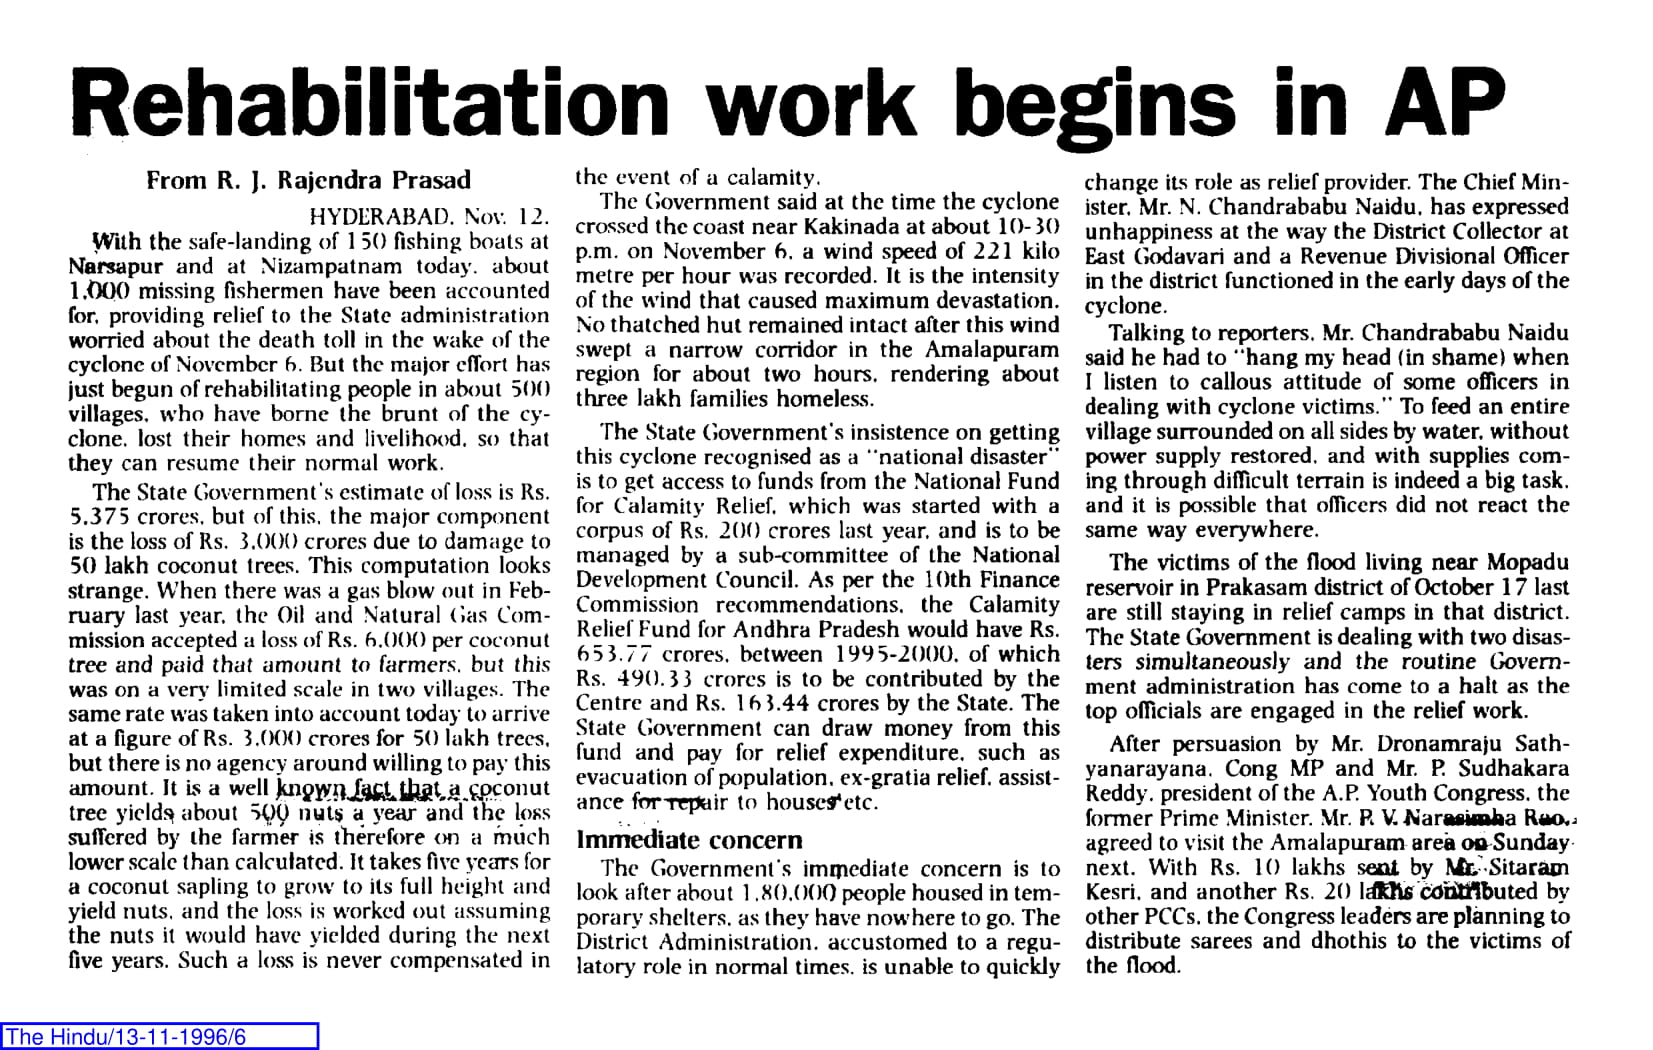 Rehabilitation work begins in AP
From R. J. Rajendra Prasad
HYDERABAD, Nov. 12.
With the safe-landing of 150 fishing boats at
Narsapur and at Nizampatnam today, about
1,000 missing fishermen have been accounted
for, providing relief to the State administration
worried about the death toll in the wake of the
cyclone of November 6. But the major effort has
just begun of rehabilitating people in about 500
villages, who have borne the brunt of the cy-
clone, lost their homes and livelihood, so that
they can resume their normal work.
The State Government's estimate of loss is Rs.
5,375 crores, but of this, the major component
is the loss of Rs. 3,000 crores due to damage to
50 lakh coconut trees. This computation looks
strange. When there was a gas blow out in Feb-
ruary last year, the Oil and Natural Gas Com-
mission accepted a loss of Rs. 6,000 per coconut
tree and paid that amount to farmers, but this
was on a very limited scale in two villages. The
same rate was taken into account today to arrive
at a figure of Rs. 3,000 crores for 50 lakh trees,
but there is no agency around willing to pay this
amount. It is a well known fact that a coconut
tree yields about 500 nuts a year and the loss
suffered by the farmer is therefore on a much
lower scale than calculated. It takes five years for
a coconut sapling to grow to its full height and
yield nuts, and the loss is worked out assuming
the nuts it would have yielded during the next
five years. Such a loss is never compensated in
the event of a calamity.
The Government said at the time the cyclone
crossed the coast near Kakinada at about 10-30
p.m. on November 6, a wind speed of 221 kilo
metre per hour was recorded. It is the intensity
of the wind that caused maximum devastation.
No thatched hut remained intact after this wind
swept a narrow corridor in the Amalapuram
region for about two hours, rendering about
three lakh families homeless.
The State Government's insistence on getting
this cyclone recognised as a "national disaster"
is to get access to funds from the National Fund
for Calamity Relief, which was started with a
corpus of Rs. 200 crores last year, and is to be
managed by a sub-committee of the National
Development Council. As per the 10th Finance
Commission recommendations, the Calamity
Relief Fund for Andhra Pradesh would have Rs.
653.77 crores, between 1995-2000, of which
Rs. 490.33 crores is to be contributed by the
Centre and Rs. 163.44 crores by the State. The
State Government can draw money from this
fund and pay for relief expenditure, such as
evacuation of population, ex-gratia relief, assist-
ance for repair to houses etc.
Immediate concern
The Government's immediate concern is to
look after about 1,80,000 people housed in tem-
porary shelters, as they have nowhere to go. The
District Administration, accustomed to a regu-
latory role in normal times, is unable to quickly
change its role as relief provider. The Chief Min-
ister, Mr. N. Chandrababu Naidu, has expressed
unhappiness at the way the District Collector at
East Godavari and a Revenue Divisional Officer
in the district functioned in the early days of the
cyclone.
Talking to reporters, Mr. Chandrababu Naidu
said he had to "hang my head (in shame) when
I listen to callous attitude of some officers in
dealing with cyclone victims." To feed an entire
village surrounded on all sides by water, without
power supply restored, and with supplies com-
ing through difficult terrain is indeed a big task,
and it is possible that officers did not react the
same way everywhere.
The victims of the flood living near Mopadu
reservoir in Prakasam district of October 17 last
are still staying in relief camps in that district.
The State Government is dealing with two disas-
ters simultaneously and the routine Govern-
ment administration has come to a halt as the
top officials are engaged in the relief work.
After persuasion by Mr. Dronamraju Sath-
yanarayana, Cong MP and Mr. P. Sudhakara
Reddy, president of the A.P. Youth Congress, the
former Prime Minister, Mr. P. V. Narasimha Rao,
agreed to visit the Amalapuram area on Sunday
next. With Rs. 10 lakhs sent by Mr. Sitaram
Kesri, and another Rs. 20 lakhs contributed by
other PCCs, the Congress leaders are planning to
distribute sarees and dhothis to the victims of
the flood.
The Hindu/13-11-1996/6